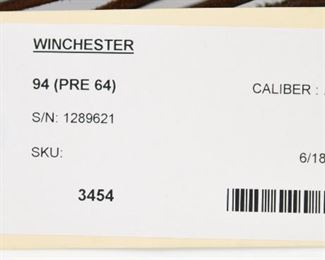 WINCHESTER
94 (PRE 64) CALIBER : .
S/N: 1289621
SKU:
6/18
3454